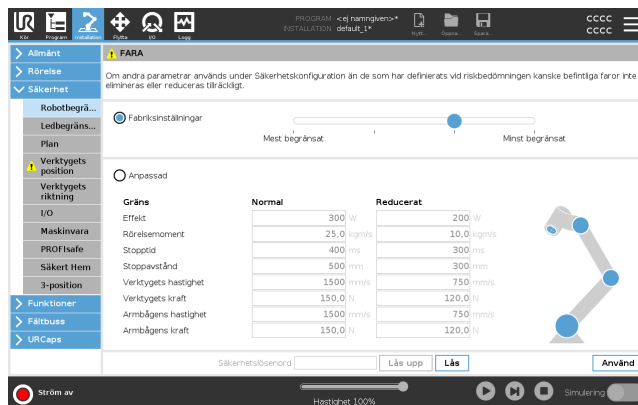 UR
Kör
Program
Installation
Flytta
I/O
Logg
PROGRAM <ej namngiven>*
INSTALLATION default_1*
Nytt...
Öppna...
Spara...
cccc
cccc
Allmänt
Rörelse
Säkerhet
Robotbegrä...
Ledbegräns...
Plan
Verktygets
position
Verktygets
riktning
I/O
Maskinvara
PROFIsafe
Säkert Hem
3-position
Funktioner
Fältbuss
URCaps
FARA
Om andra parametrar används under Säkerhetskonfiguration än de som har definierats vid riskbedömningen kanske befintliga faror inte
elimineras eller reduceras tillräckligt.
Fabriksinställningar
Mest begränsat
Minst begränsat
Anpassad
Gräns Normal Reducerat
Effekt 300 W 200 W
Rörelsemoment 25,0 kgm/s 10,0 kgm/s
Stopptid 400 ms 300 ms
Stoppavstånd 500 mm 300 mm
Verktygets hastighet 1500 mm/s 750 mm/s
Verktygets kraft 150,0 N 120,0 N
Armbågens hastighet 1500 mm/s 750 mm/s
Armbågens kraft 150,0 N 120,0 N
Säkerhetslösenord Lås upp Lås Använd
Ström av
Hastighet 100%
Simulering